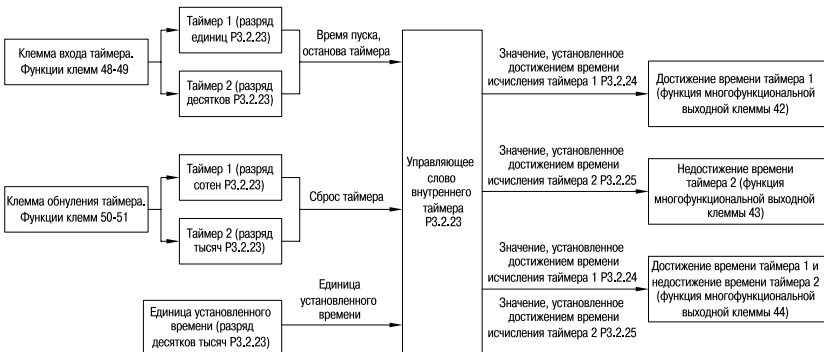 Клемма входа таймера.
Функции клемм 48-49
Таймер 1 (разряд
единиц Р3.2.23)
Таймер 2 (разряд
десятков Р3.2.23)
Время пуска,
останова таймера
Клемма обнуления таймера.
Функции клемм 50-51
Таймер 1 (разряд
сотен Р3.2.23)
Таймер 2 (разряд
тысяч Р3.2.23)
Сброс таймера
Единица установленного
времени (разряд
десятков тысяч Р3.2.23)
Единица
установленного
времени
Управляющее
слово
внутреннего
таймера
Р3.2.23
Значение, установленное
достижением времени
исчисления таймера 1 Р3.2.24
Достижение времени таймера 1
(функция многофункциональной
выходной клеммы 42)
Значение, установленное
достижением времени
исчисления таймера 2 Р3.2.25
Недостижение времени
таймера 2 (функция
многофункциональной выходной
клеммы 43)
Значение, установленное
достижением времени
исчисления таймера 1 Р3.2.24
Значение, установленное
достижением времени
исчисления таймера 2 Р3.2.25
Достижение времени таймера 1 и
недостижение времени таймера 2
(функция многофункциональной
выходной клеммы 44)